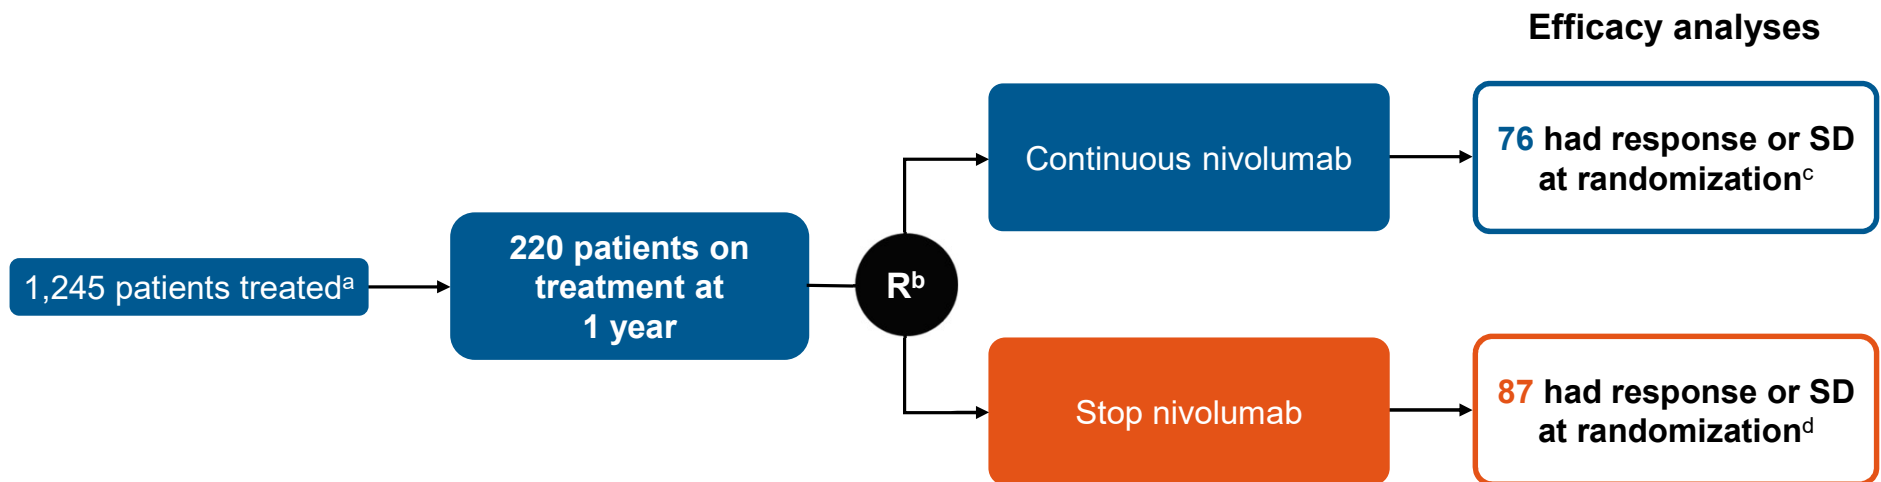 Efficacy analyses
1,245 patients treatedᵃ
220 patients on
treatment at
1 year
Rᵇ
Continuous nivolumab
76 had response or SD
at randomizationᶜ
Stop nivolumab
87 had response or SD
at randomizationᵈ